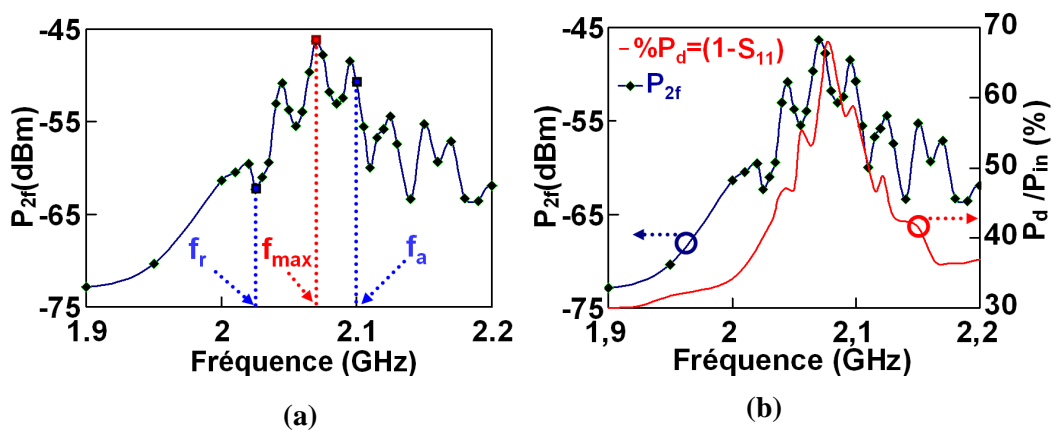 -45
-55
-65
-75
P2f(dBm)
fr
fmax
fa
1.9
2
2.1
2.2
Fréquence (GHz)
(a)
-45
-55
-65
-75
P2f(dBm)
%Pd=(1-S11)
P2f
70
60
50
40
30
Pd /Pin (%)
1,9
2
2,1
2,2
Fréquence (GHz)
(b)